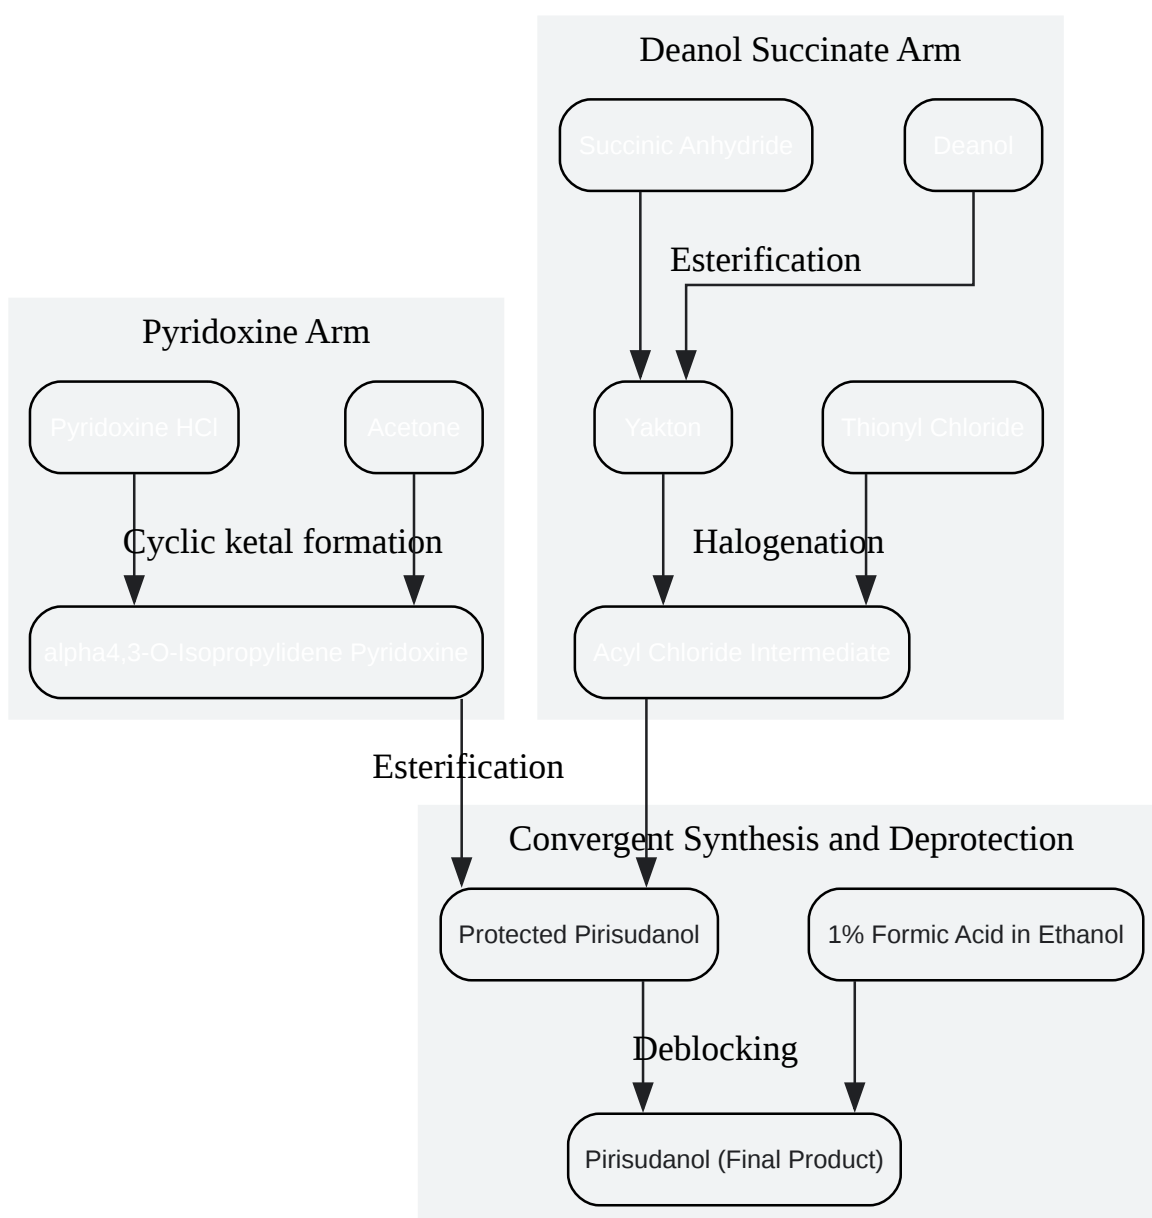 Deanol Succinate Arm
Succinic Anhydride
Deanol
Esterification
Pyridoxine Arm
Pyridoxine HCl
Acetone
Yakton
Thionyl Chloride
Cyclic ketal formation
Halogenation
alpha4,3-O-Isopropylidene Pyridoxine
Acyl Chloride Intermediate
Esterification
Convergent Synthesis and Deprotection
Protected Pirisudanol
1% Formic Acid in Ethanol
Deblocking
Pirisudanol (Final Product)